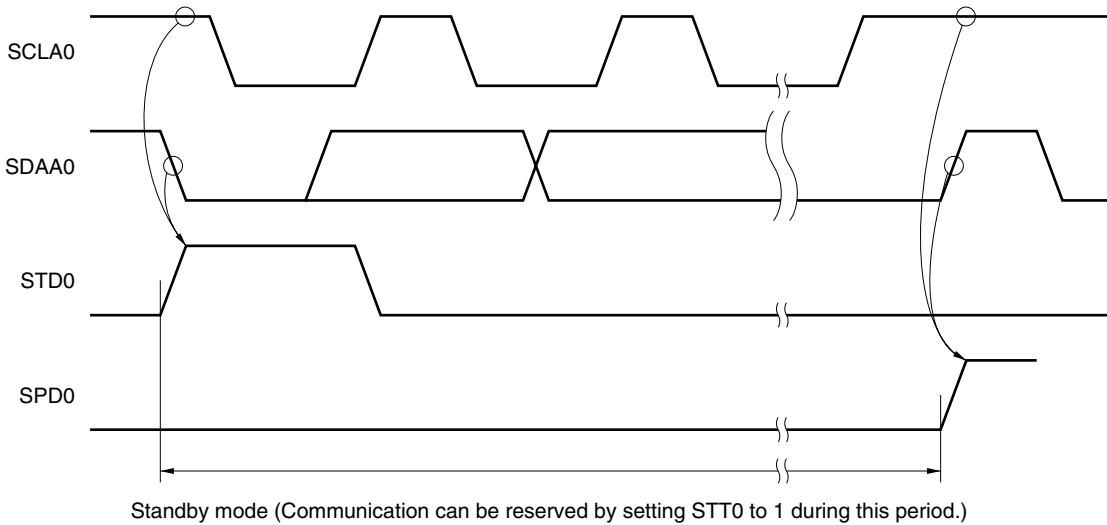 SCLA0
SDAA0
STD0
SPD0
Standby mode (Communication can be reserved by setting STT0 to 1 during this period.)